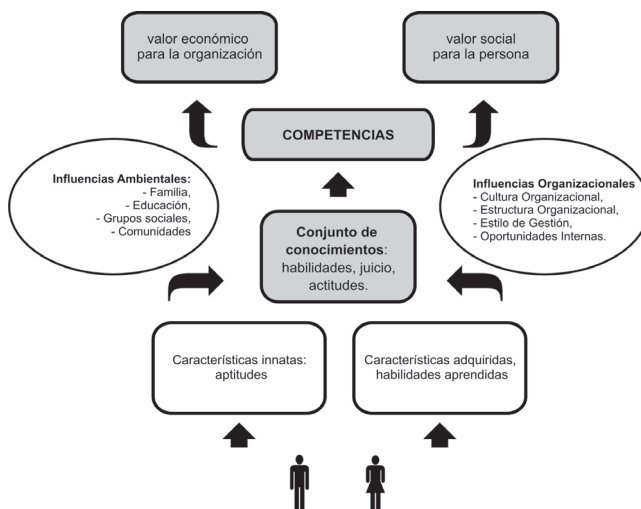 valor económico
para la organización
valor social
para la persona
COMPETENCIAS
Influencias Ambientales:
- Familia,
- Educación,
- Grupos sociales,
- Comunidades
Influencias Organizacionales
- Cultura Organizacional,
- Estructura Organizacional,
- Estilo de Gestión,
- Oportunidades Internas.
Conjunto de
conocimientos:
habilidades, juicio,
actitudes.
Características innatas:
aptitudes
Características adquiridas,
habilidades aprendidas